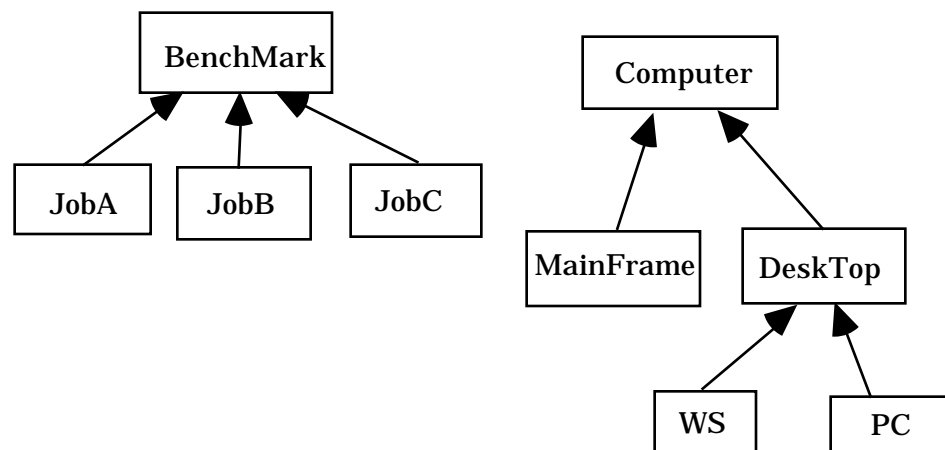 BenchMark
JobA
JobB
JobC
Computer
MainFrame
DeskTop
WS
PC